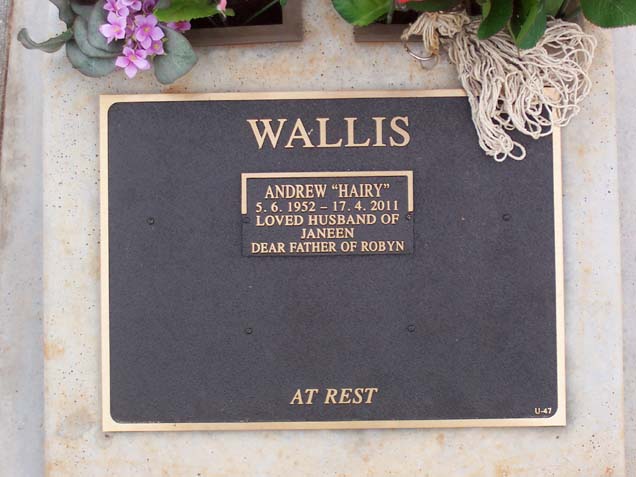 WALLIS
ANDREW "HAIRY"
5. 6. 1952 – 17. 4. 2011
LOVED HUSBAND OF
JANEEN
DEAR FATHER OF ROBYN
AT REST
U-47